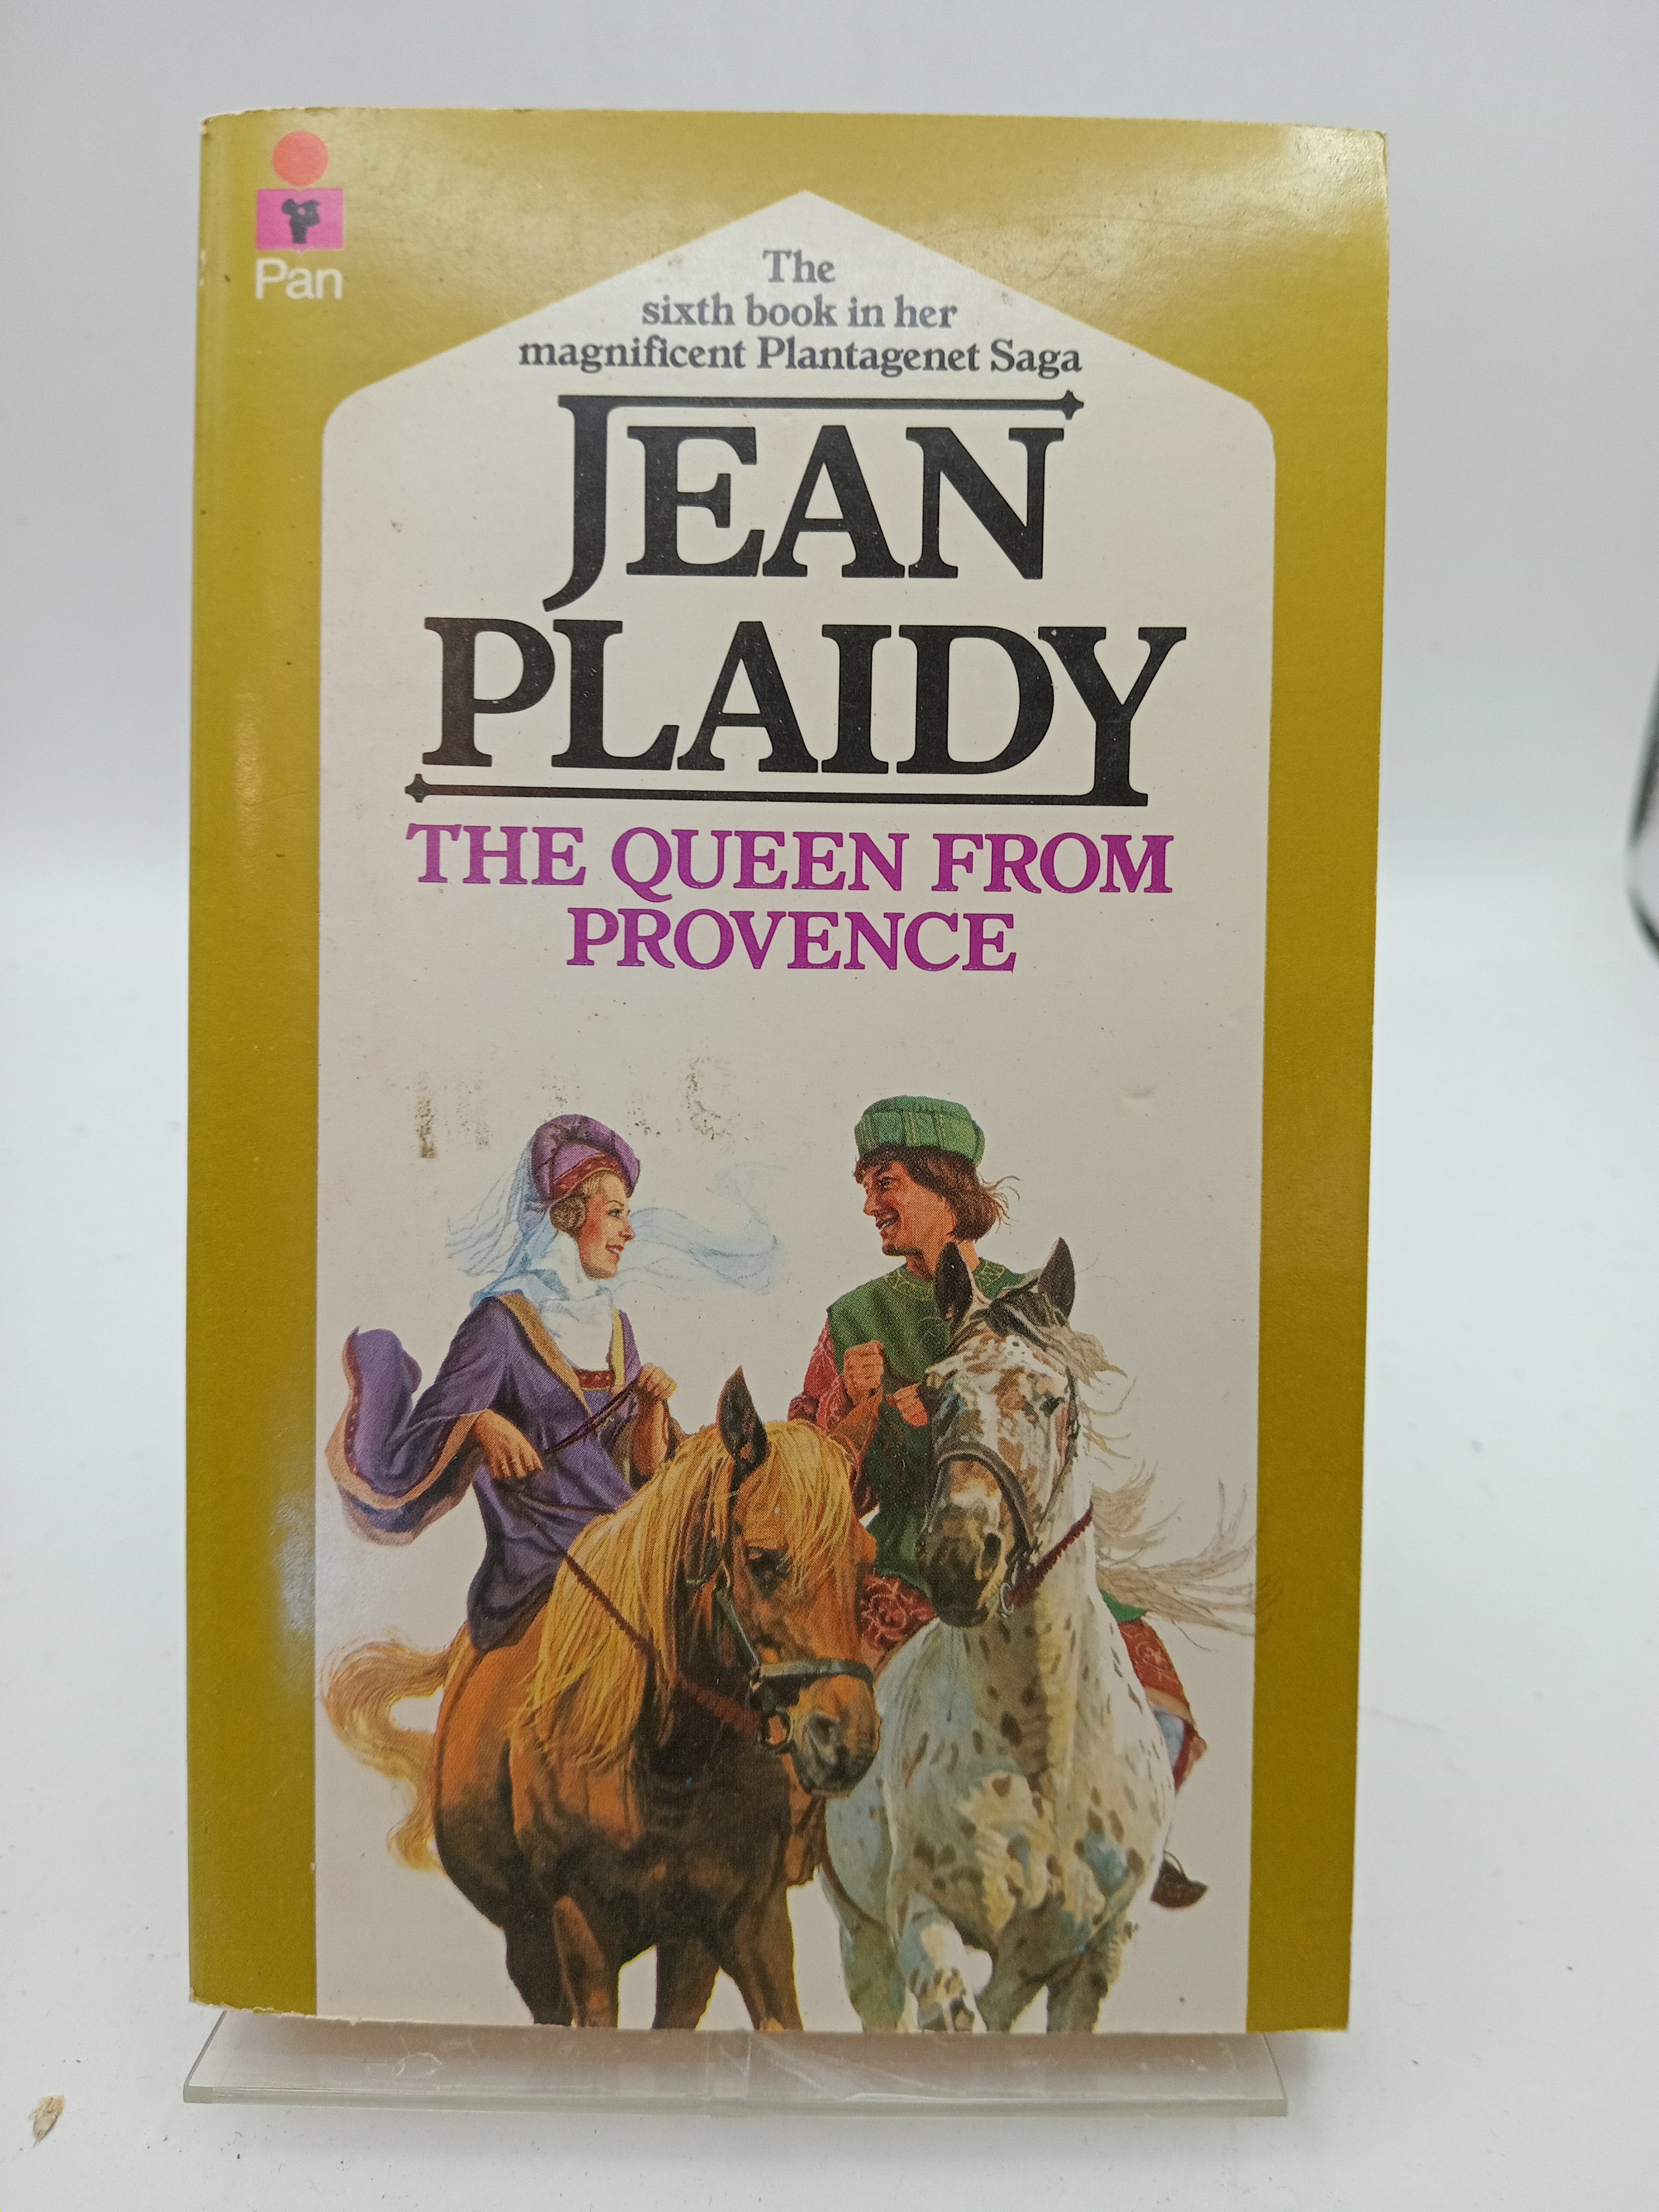 Pan
The
sixth book in her
magnificent Plantagenet Saga
JEAN
PLAIDY
THE QUEEN FROM
PROVENCE